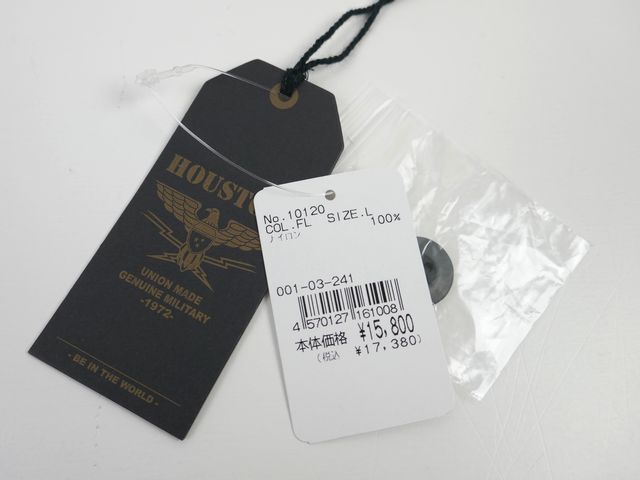 HOUSTO
UNION MADE
GENUINE MILITARY
-1972-
- BE IN THE WORLD -
No.10120
COL.FL SIZE.L
ナイロン 100%
001-03-241
4 570127 161008
本体価格 ¥15,800
(税込 ¥17,380)